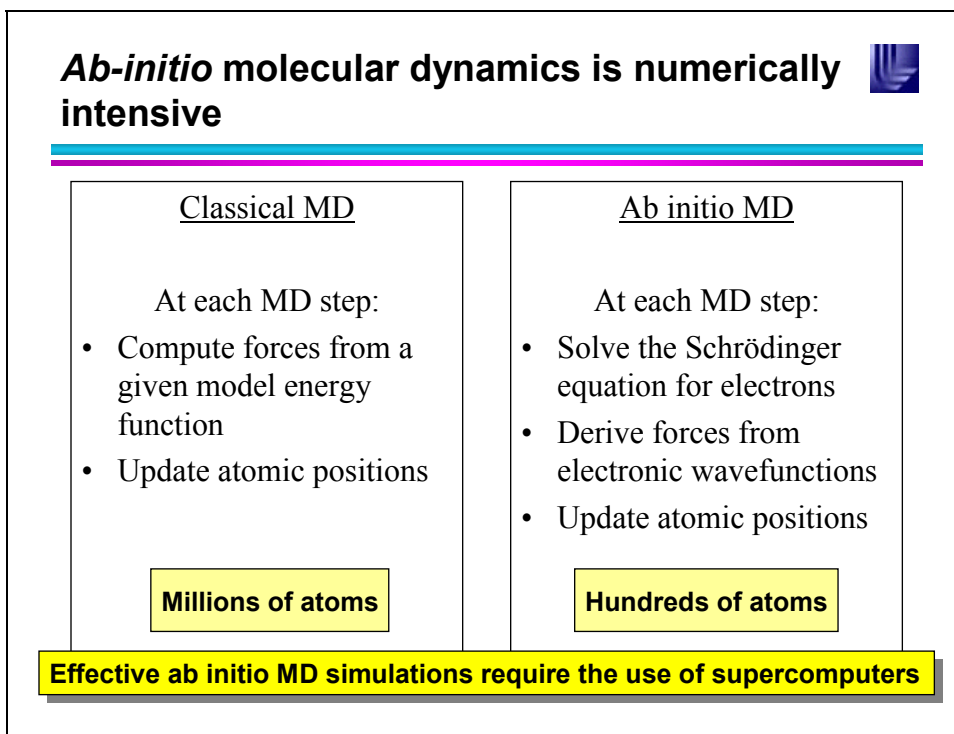 Ab-initio molecular dynamics is numerically
intensive
Classical MD
At each MD step:
• Compute forces from a
given model energy
function
• Update atomic positions
Millions of atoms
Ab initio MD
At each MD step:
• Solve the Schrödinger
equation for electrons
• Derive forces from
electronic wavefunctions
• Update atomic positions
Hundreds of atoms
Effective ab initio MD simulations require the use of supercomputers